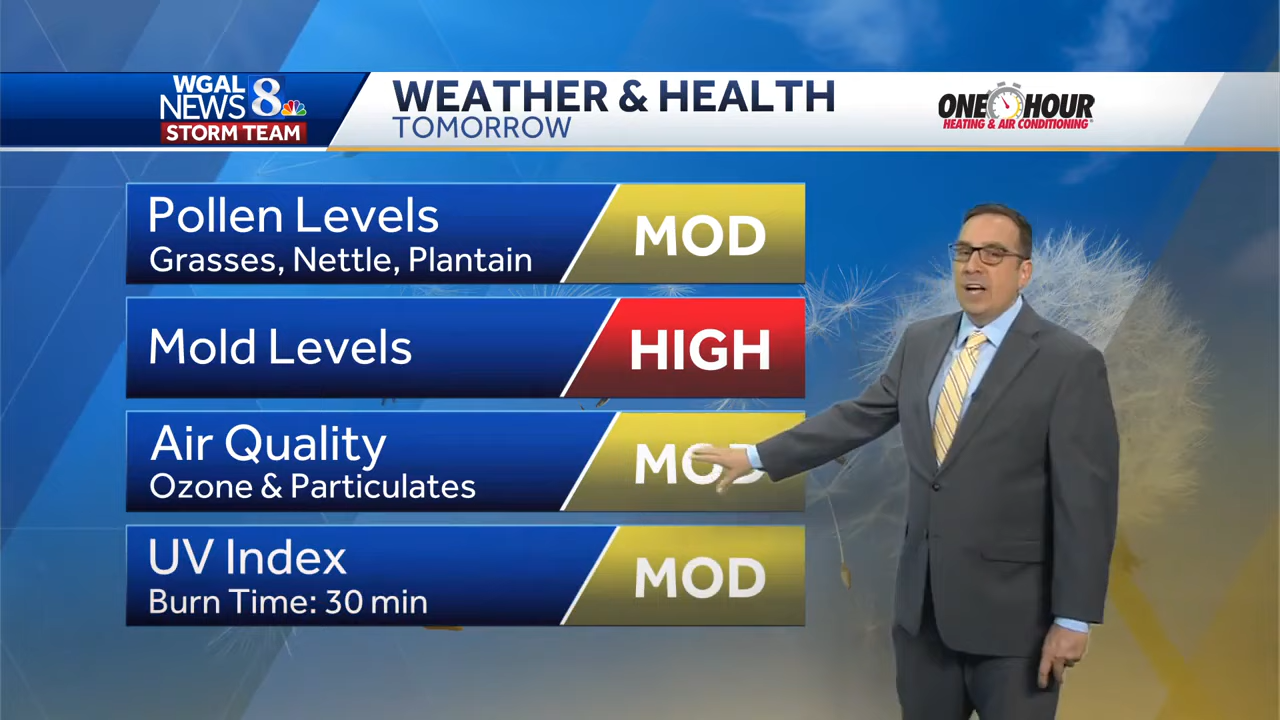 WGAL
NEWS 8
STORM TEAM
WEATHER & HEALTH
TOMORROW
ONE HOUR
HEATING & AIR CONDITIONING
Pollen Levels
Grasses, Nettle, Plantain
MOD
Mold Levels
HIGH
Air Quality
Ozone & Particulates
MOD
UV Index
Burn Time: 30 min
MOD